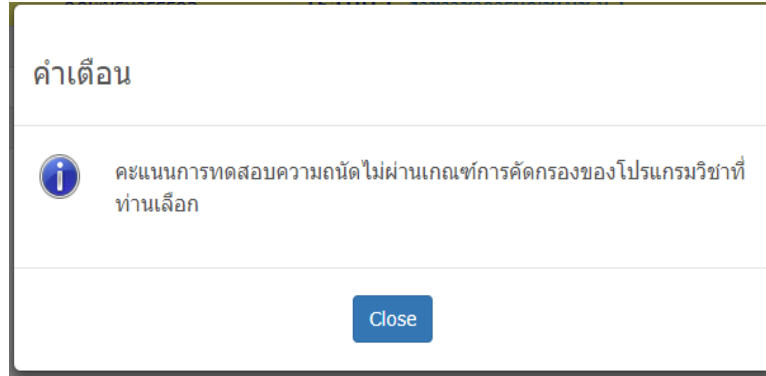 คำเตือน
คะแนนการทดสอบความถนัดไม่ผ่านเกณฑ์การคัดกรองของโปรแกรมวิชาที่
ท่านเลือก
Close